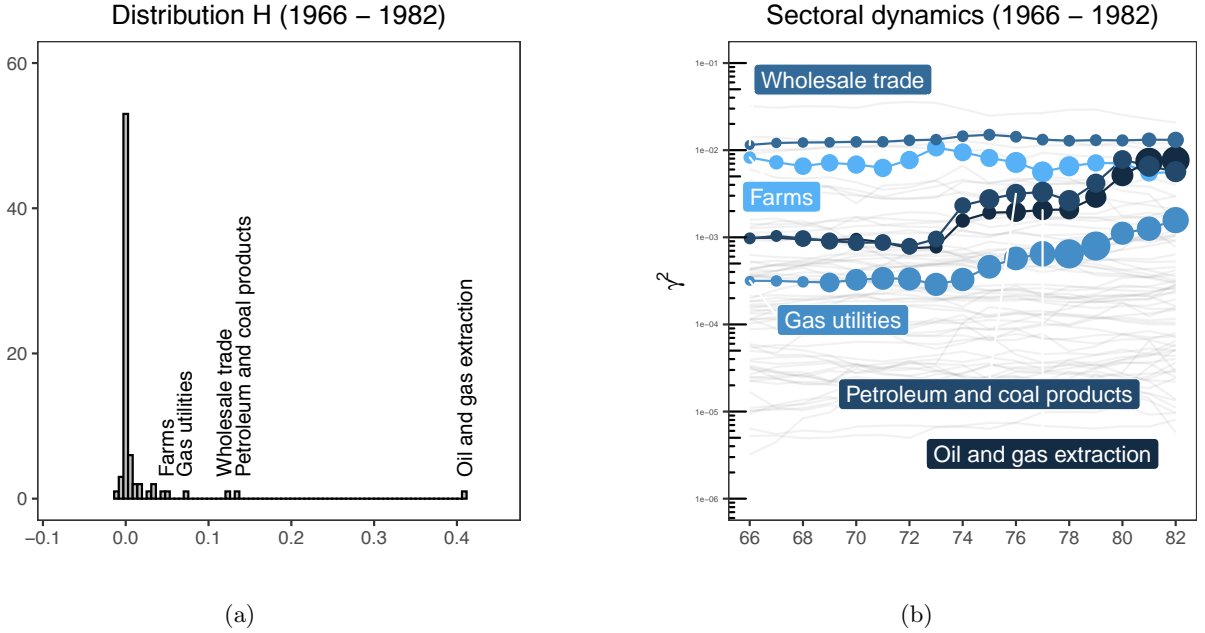 Distribution H (1966 − 1982)
60
40
20
0
Farms
Gas utilities
Wholesale trade
Petroleum and coal products
Oil and gas extraction
−0.1 0.0 0.1 0.2 0.3 0.4
(a)
Sectoral dynamics (1966 − 1982)
γ²
1e−01
1e−02
1e−03
1e−04
1e−05
1e−06
Wholesale trade
Farms
Gas utilities
Petroleum and coal products
Oil and gas extraction
66 68 70 72 74 76 78 80 82
(b)